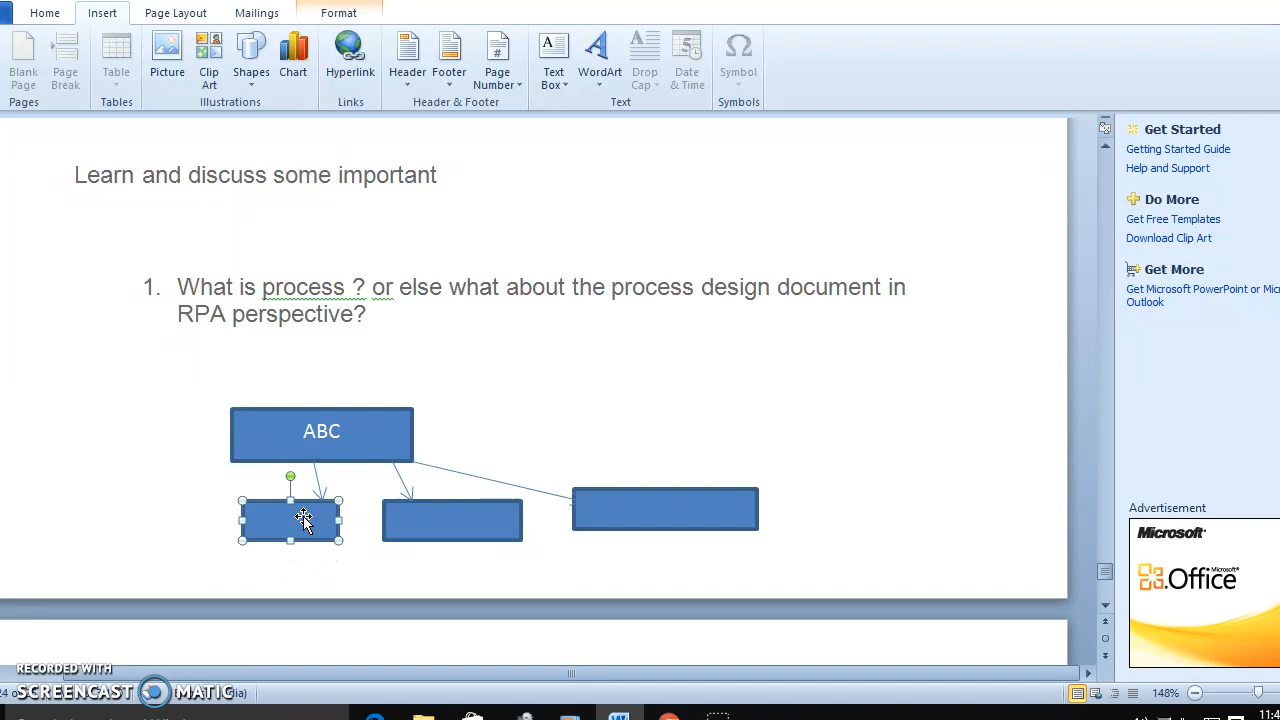 Home Insert Page Layout Mailings Format
Blank Page
Page Break
Table
Picture
Clip Art
Shapes
Chart
Hyperlink
Header
Footer
Page Number
Text Box
WordArt
Drop Cap
Date & Time
Symbol
Pages Tables Illustrations Links Header & Footer Text Symbols
Learn and discuss some important
1. What is process ? or else what about the process design document in
RPA perspective?
ABC
Get Started
Getting Started Guide
Help and Support
Do More
Get Free Templates
Download Clip Art
Get More
Get Microsoft PowerPoint or Mic
Outlook
Advertisement
Microsoft
Microsoft
Office
RECORDED WITH
SCREENCAST MATIC
148%
11:4